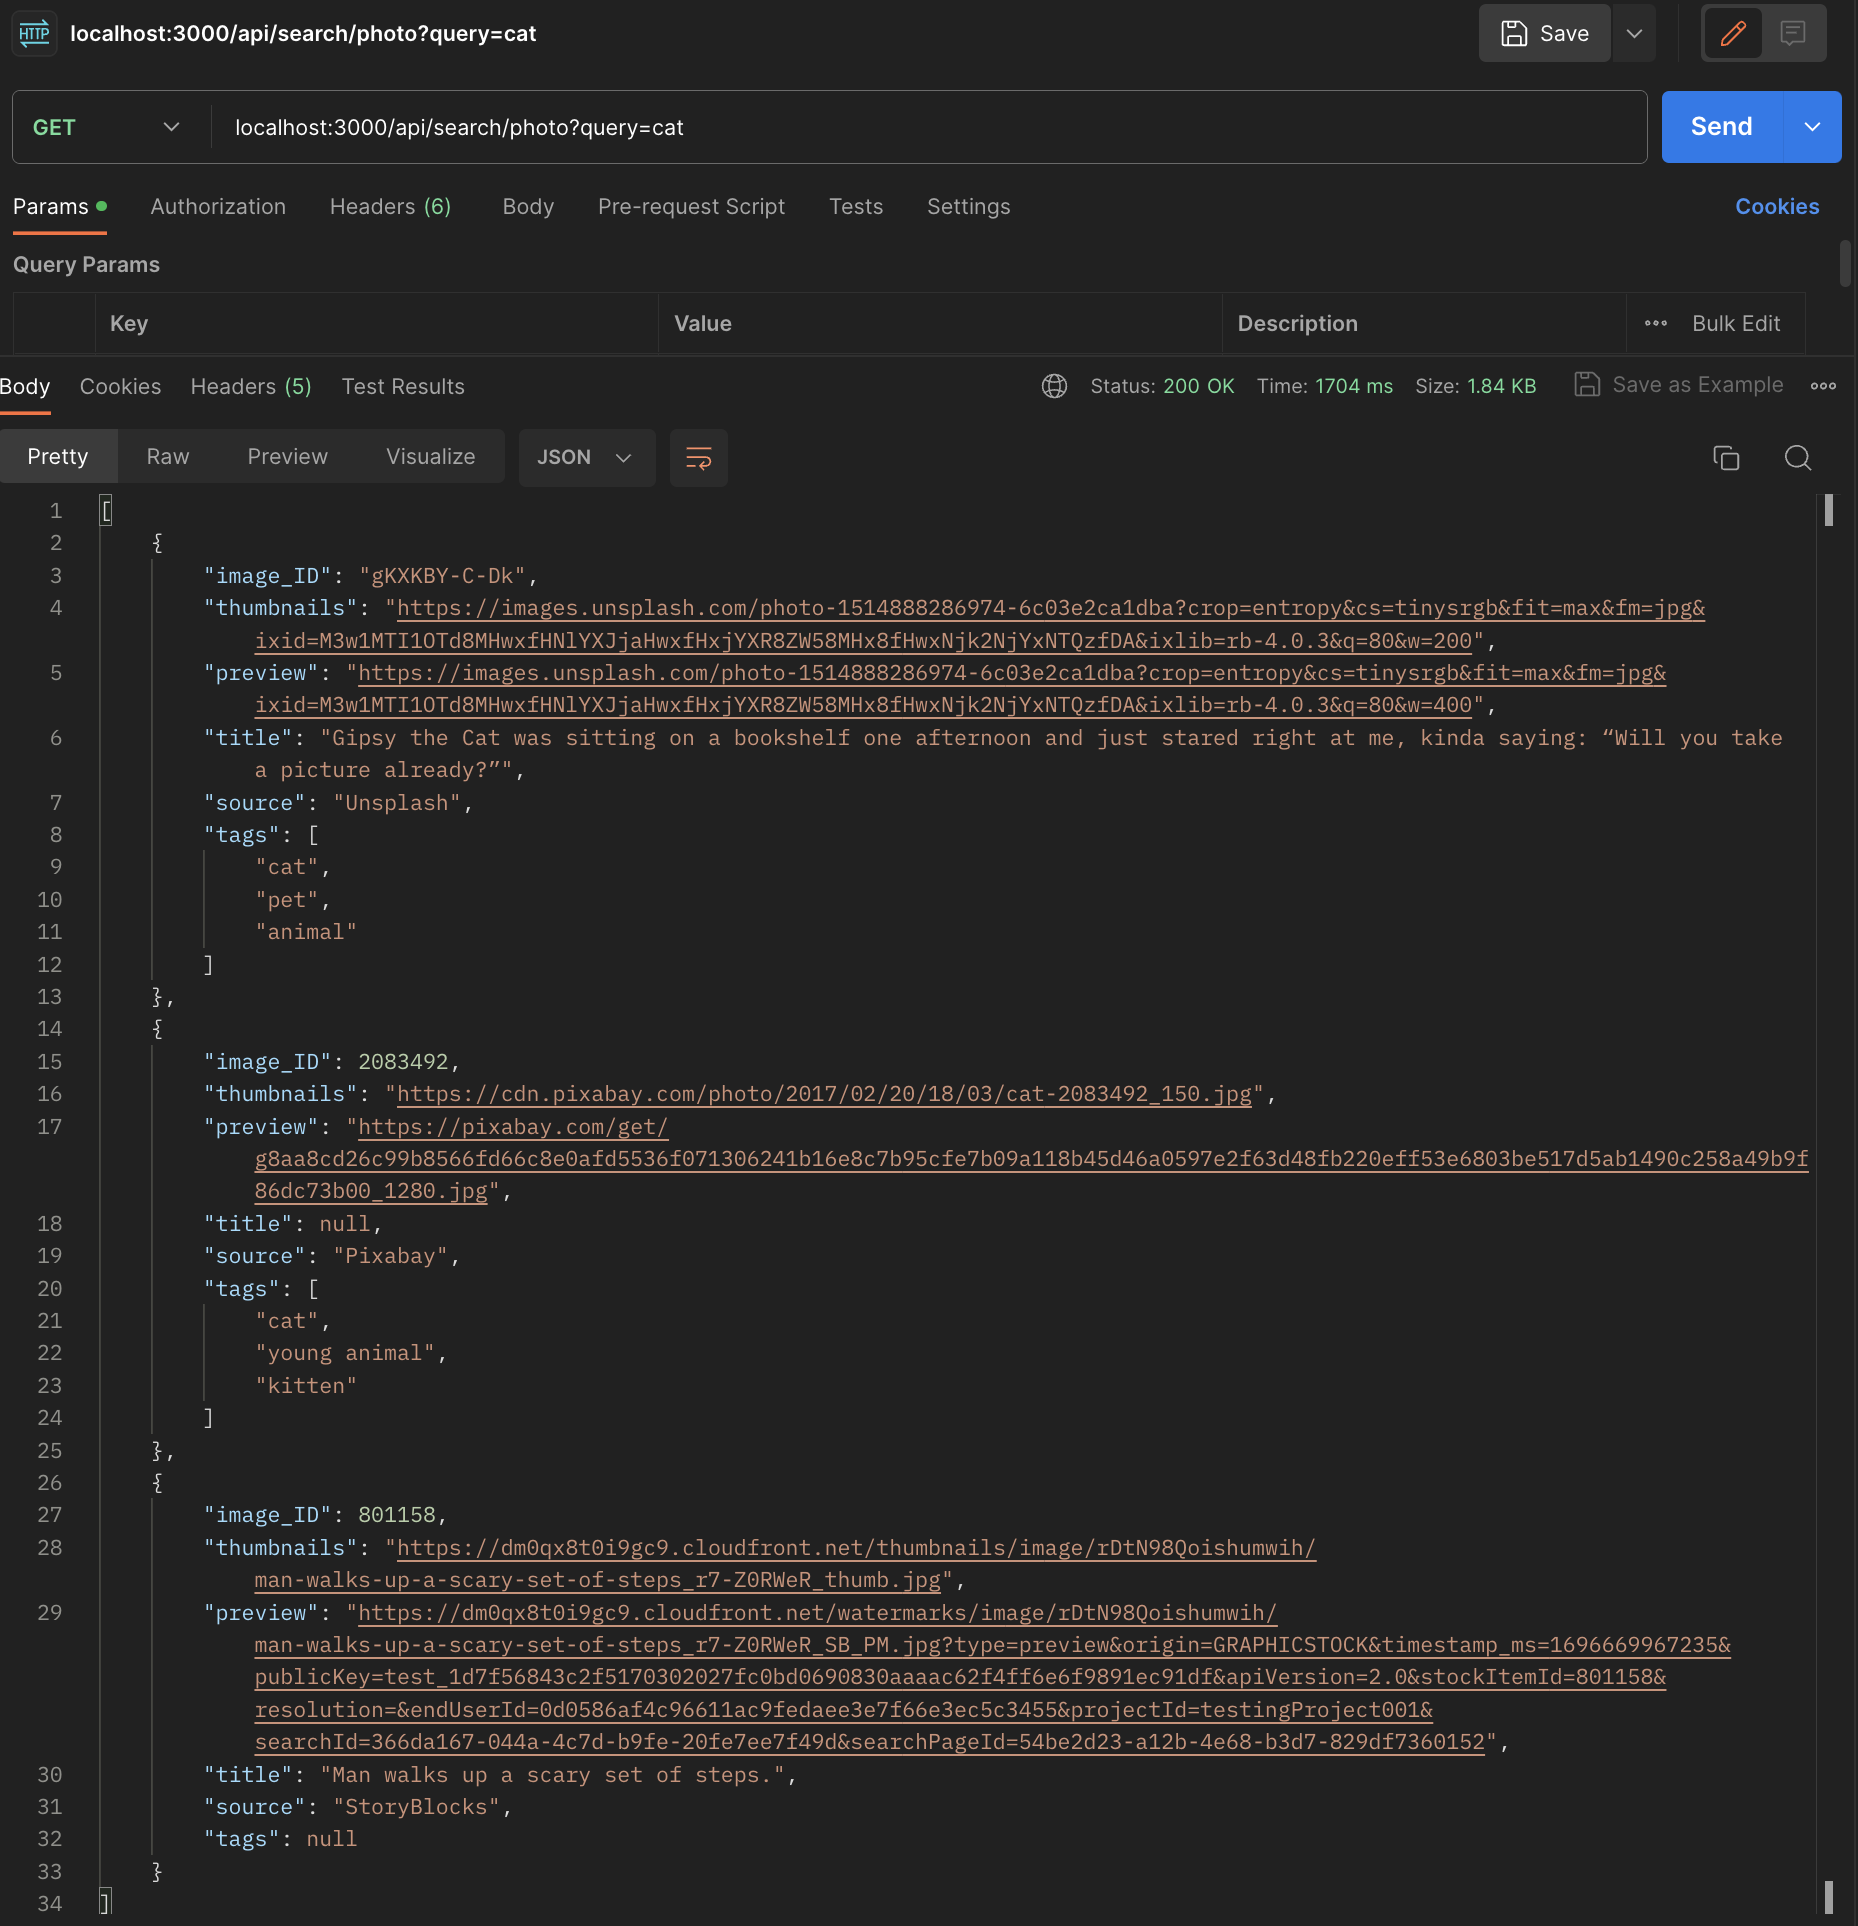 HTTP localhost:3000/api/search/photo?query=cat Save
GET localhost:3000/api/search/photo?query=cat Send
Params Authorization Headers (6) Body Pre-request Script Tests Settings Cookies
Query Params
Key Value Description Bulk Edit
Body Cookies Headers (5) Test Results Status: 200 OK Time: 1704 ms Size: 1.84 KB Save as Example
Pretty Raw Preview Visualize JSON
1 [
2 {
3 "image_ID": "gKXKBY-C-Dk",
4 "thumbnails": "https://images.unsplash.com/photo-1514888286974-6c03e2ca1dba?crop=entropy&cs=tinysrgb&fit=max&fm=jpg&
ixid=M3w1MTI1OTd8MHwxfHNlYXJjaHwxfHxjYXR8ZW58MHx8fHwxNjk2NjYxNTQzfDA&ixlib=rb-4.0.3&q=80&w=200",
5 "preview": "https://images.unsplash.com/photo-1514888286974-6c03e2ca1dba?crop=entropy&cs=tinysrgb&fit=max&fm=jpg&
ixid=M3w1MTI1OTd8MHwxfHNlYXJjaHwxfHxjYXR8ZW58MHx8fHwxNjk2NjYxNTQzfDA&ixlib=rb-4.0.3&q=80&w=400",
6 "title": "Gipsy the Cat was sitting on a bookshelf one afternoon and just stared right at me, kinda saying: “Will you take
a picture already?”",
7 "source": "Unsplash",
8 "tags": [
9 "cat",
10 "pet",
11 "animal"
12 ]
13 },
14 {
15 "image_ID": 2083492,
16 "thumbnails": "https://cdn.pixabay.com/photo/2017/02/20/18/03/cat-2083492_150.jpg",
17 "preview": "https://pixabay.com/get/
g8aa8cd26c99b8566fd66c8e0afd5536f071306241b16e8c7b95cfe7b09a118b45d46a0597e2f63d48fb220eff53e6803be517d5ab1490c258a49b9f
86dc73b00_1280.jpg",
18 "title": null,
19 "source": "Pixabay",
20 "tags": [
21 "cat",
22 "young animal",
23 "kitten"
24 ]
25 },
26 {
27 "image_ID": 801158,
28 "thumbnails": "https://dm0qx8t0i9gc9.cloudfront.net/thumbnails/image/rDtN98Qoishumwih/
man-walks-up-a-scary-set-of-steps_r7-Z0RWeR_thumb.jpg",
29 "preview": "https://dm0qx8t0i9gc9.cloudfront.net/watermarks/image/rDtN98Qoishumwih/
man-walks-up-a-scary-set-of-steps_r7-Z0RWeR_SB_PM.jpg?type=preview&origin=GRAPHICSTOCK&timestamp_ms=1696669967235&
publicKey=test_1d7f56843c2f5170302027fc0bd0690830aaaac62f4ff6e6f9891ec91df&apiVersion=2.0&stockItemId=801158&
resolution=&endUserId=0d0586af4c96611ac9fedaee3e7f66e3ec5c3455&projectId=testingProject001&
searchId=366da167-044a-4c7d-b9fe-20fe7ee7f49d&searchPageId=54be2d23-a12b-4e68-b3d7-829df7360152",
30 "title": "Man walks up a scary set of steps.",
31 "source": "StoryBlocks",
32 "tags": null
33 }
34 ]